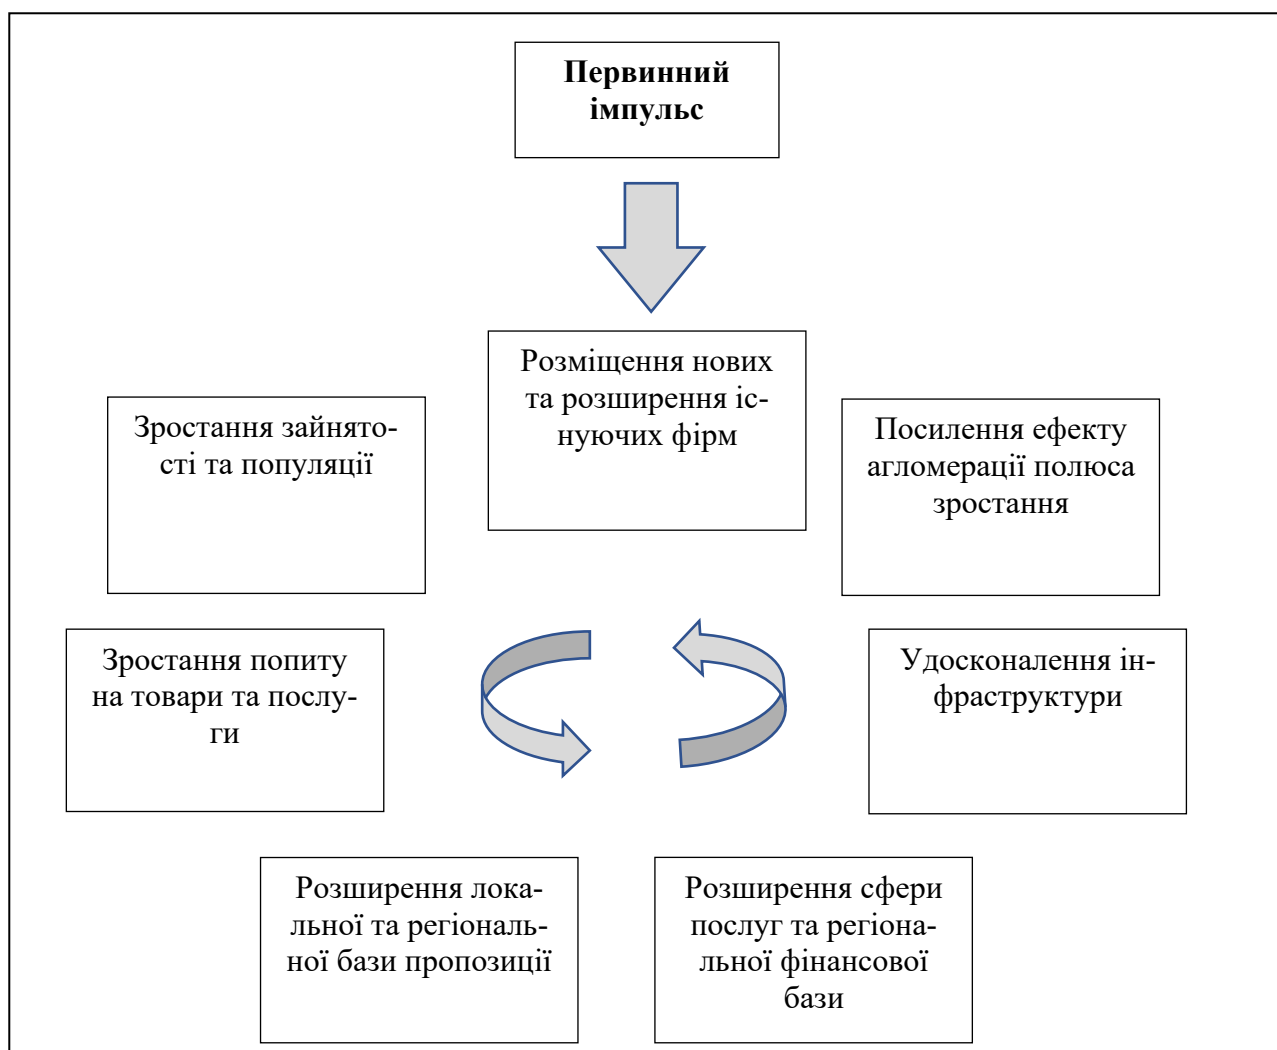 Первинний
імпульс
Розміщення нових
та розширення іс-
нуючих фірм
Зростання зайнято-
сті та популяції
Посилення ефекту
агломерації полюса
зростання
Зростання попиту
на товари та послу-
ги
Удосконалення ін-
фраструктури
Розширення лока-
льної та регіональ-
ної бази пропозиції
Розширення сфери
послуг та регіона-
льної фінансової
бази